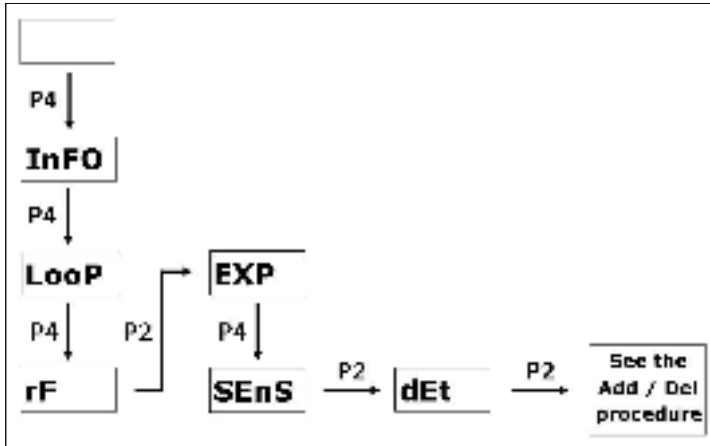 P4
InFO
P4
LooP
EXP
P4
P2
P4
rF
SEnS
P2
dEt
P2
See the
Add / Del
procedure